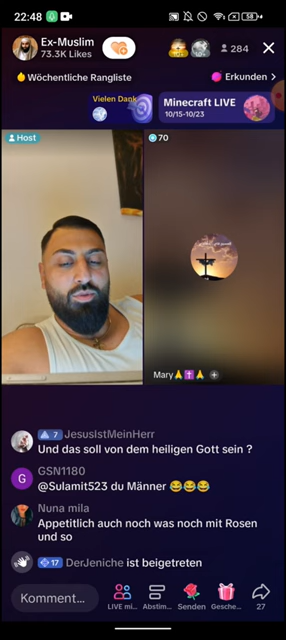 22:48
58
Ex-Muslim
73.3K Likes
284
Wöchentliche Rangliste
Erkunden >
Vielen Dank
Minecraft LIVE
10/15-10/23
Host
70
Mary🙏✝️🙏
7 JesusIstMeinHerr
Und das soll von dem heiligen Gott sein ?
G
GSN1180
@Sulamit523 du Männer 😂😂😂
Nuna mila
Appetitlich auch noch was noch mit Rosen
und so
17 DerJeniche ist beigetreten
Komment...
LIVE mi...
Abstim...
Senden
Gesche...
27